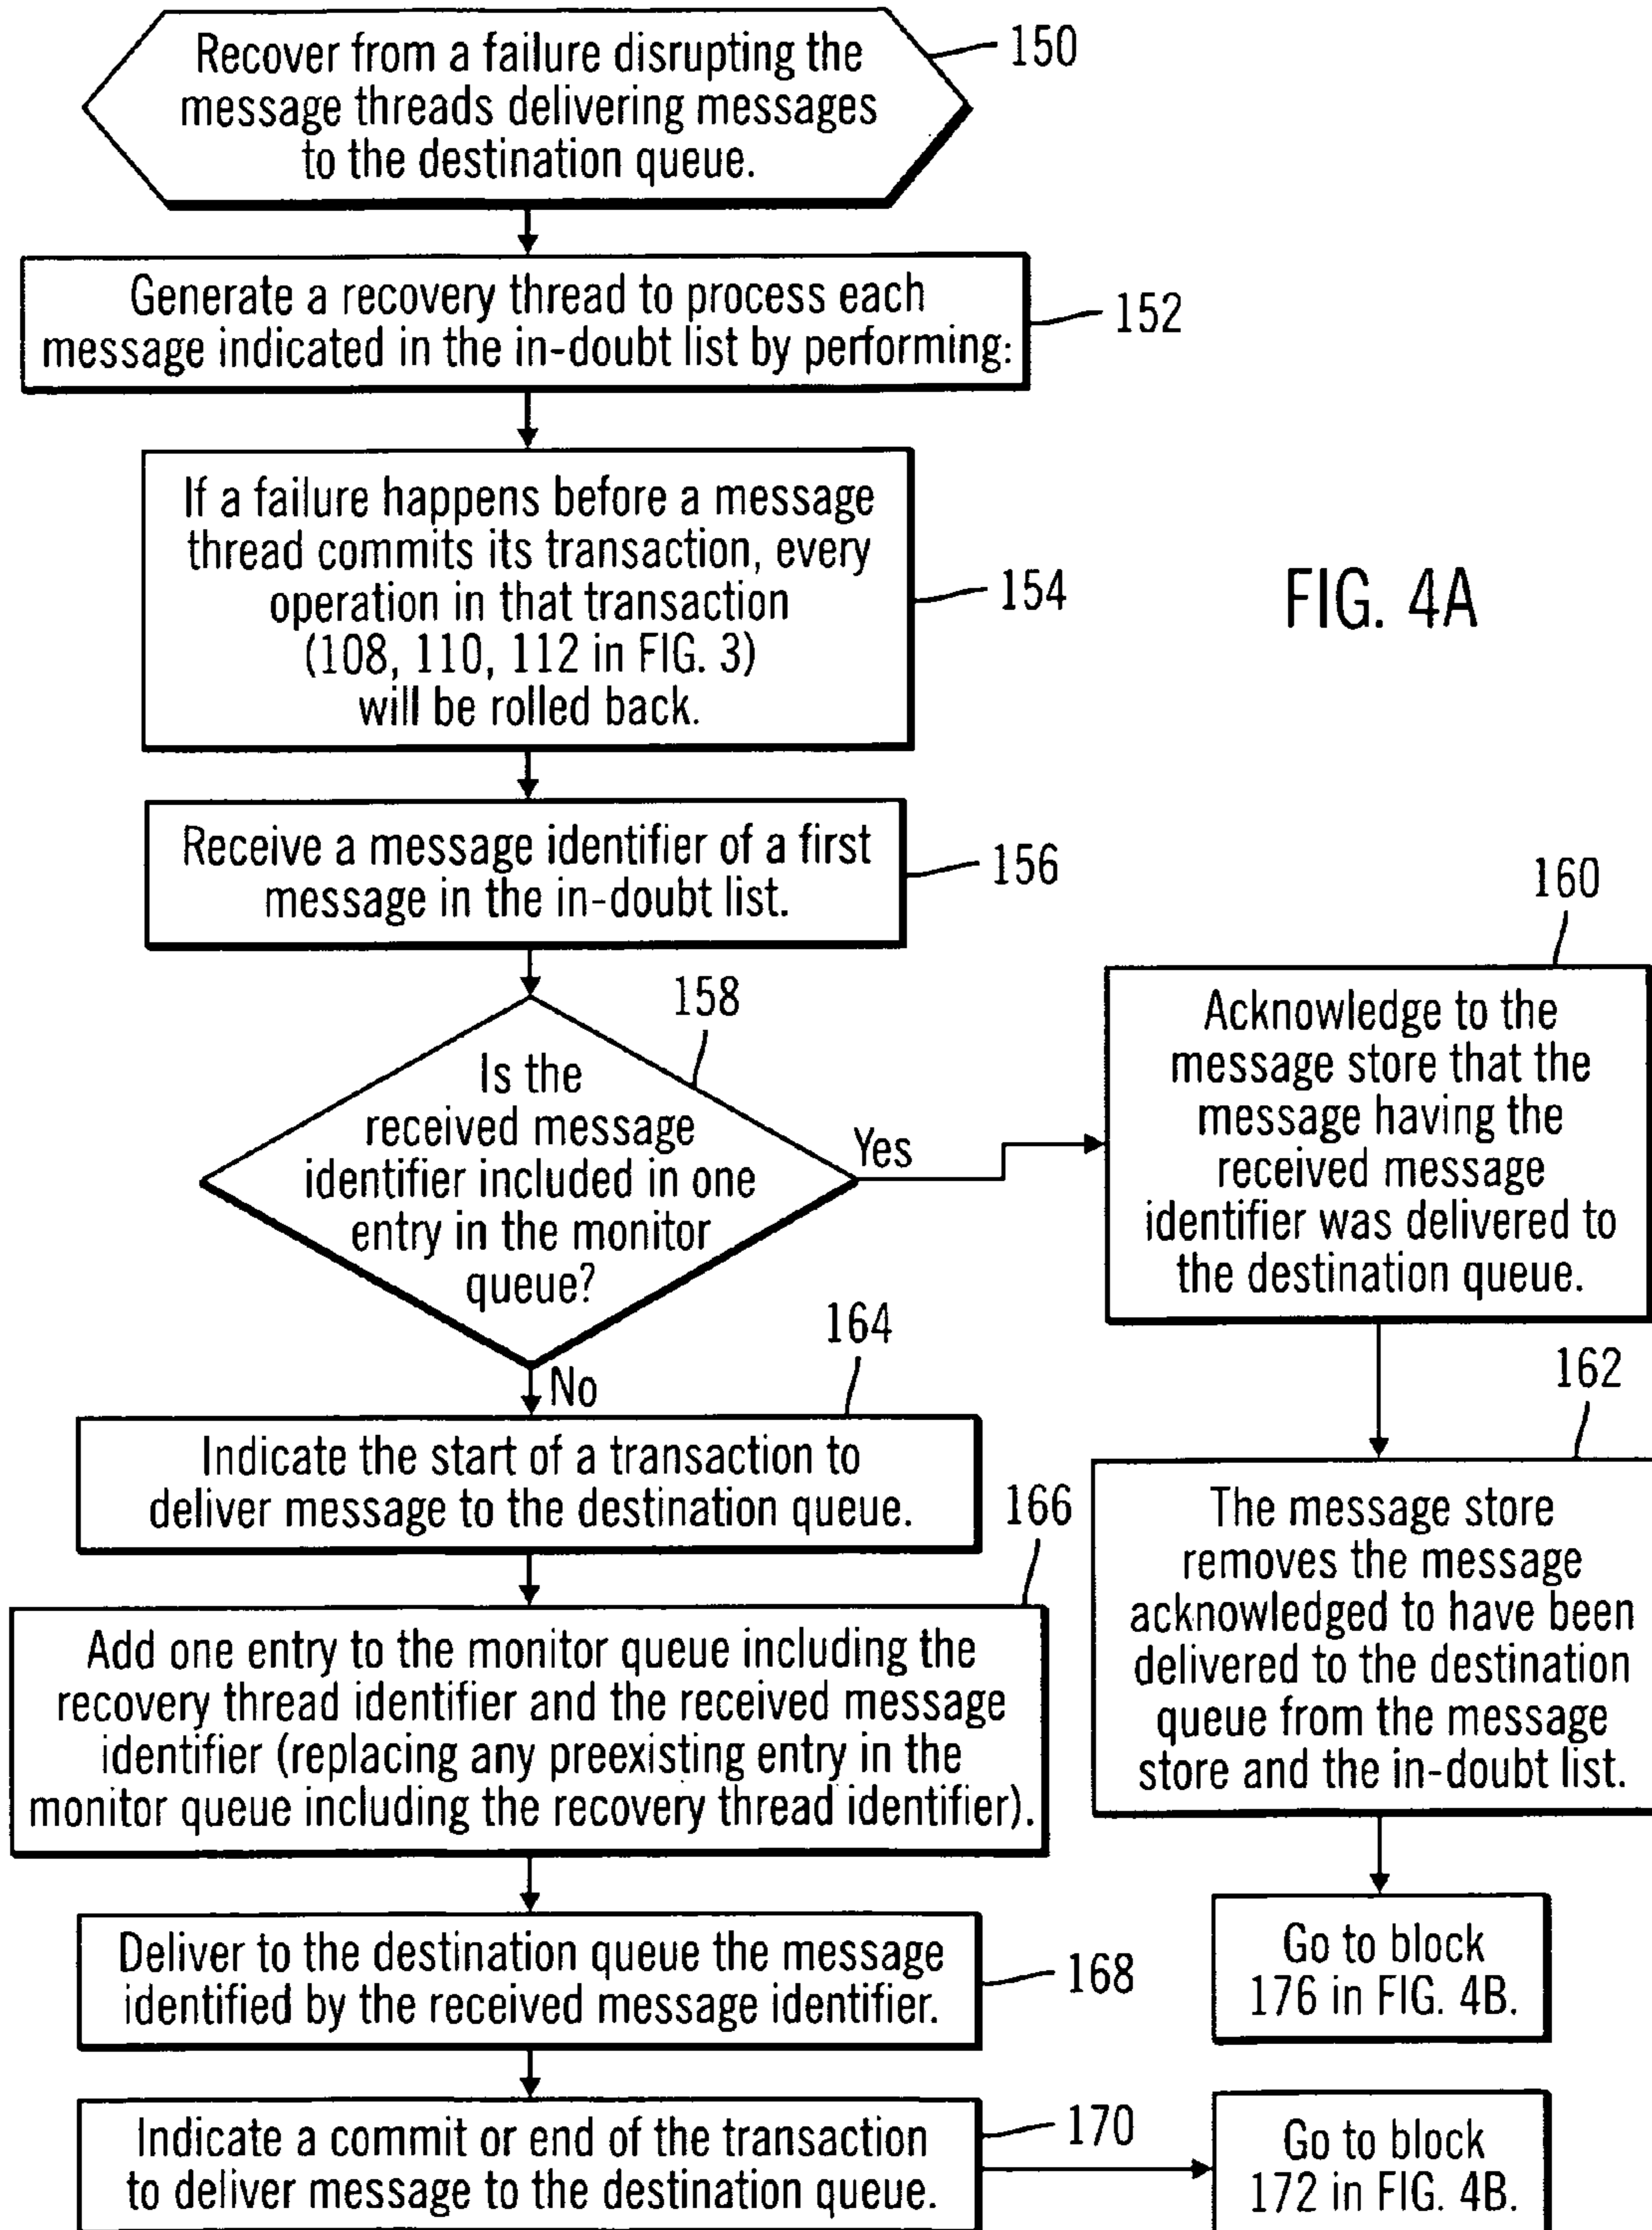 Recover from a failure disrupting the
message threads delivering messages
to the destination queue.
150
Generate a recovery thread to process each
message indicated in the in-doubt list by performing:
152
If a failure happens before a message
thread commits its transaction, every
operation in that transaction
(108, 110, 112 in FIG. 3)
will be rolled back.
154
FIG. 4A
Receive a message identifier of a first
message in the in-doubt list.
156
158
Is the
received message
identifier included in one
entry in the monitor
queue?
Yes
No
160
Acknowledge to the
message store that the
message having the
received message
identifier was delivered to
the destination queue.
162
The message store
removes the message
acknowledged to have been
delivered to the destination
queue from the message
store and the in-doubt list.
Go to block
176 in FIG. 4B.
164
Indicate the start of a transaction to
deliver message to the destination queue.
166
Add one entry to the monitor queue including the
recovery thread identifier and the received message
identifier (replacing any preexisting entry in the
monitor queue including the recovery thread identifier).
Deliver to the destination queue the message
identified by the received message identifier.
168
Indicate a commit or end of the transaction
to deliver message to the destination queue.
170
Go to block
172 in FIG. 4B.